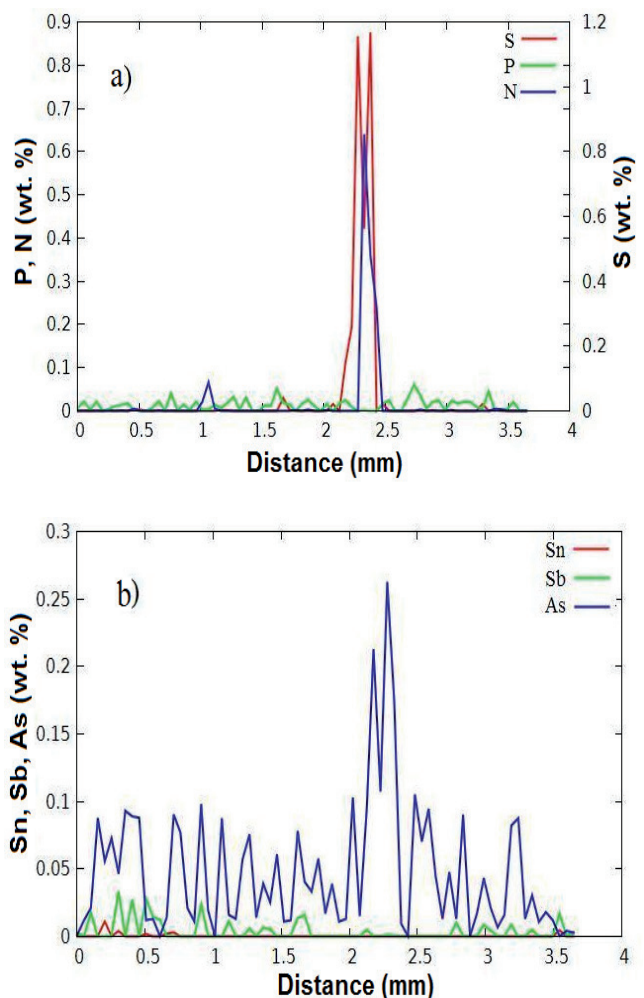 a)
S
P
N
0.9
0.8
0.7
0.6
0.5
0.4
0.3
0.2
0.1
0
1.2
1
0.8
0.6
0.4
0.2
0
P, N (wt. %)
S (wt. %)
0 0.5 1 1.5 2 2.5 3 3.5 4
Distance (mm)
b)
Sn
Sb
As
0.3
0.25
0.2
0.15
0.1
0.05
0
Sn, Sb, As (wt. %)
0 0.5 1 1.5 2 2.5 3 3.5 4
Distance (mm)